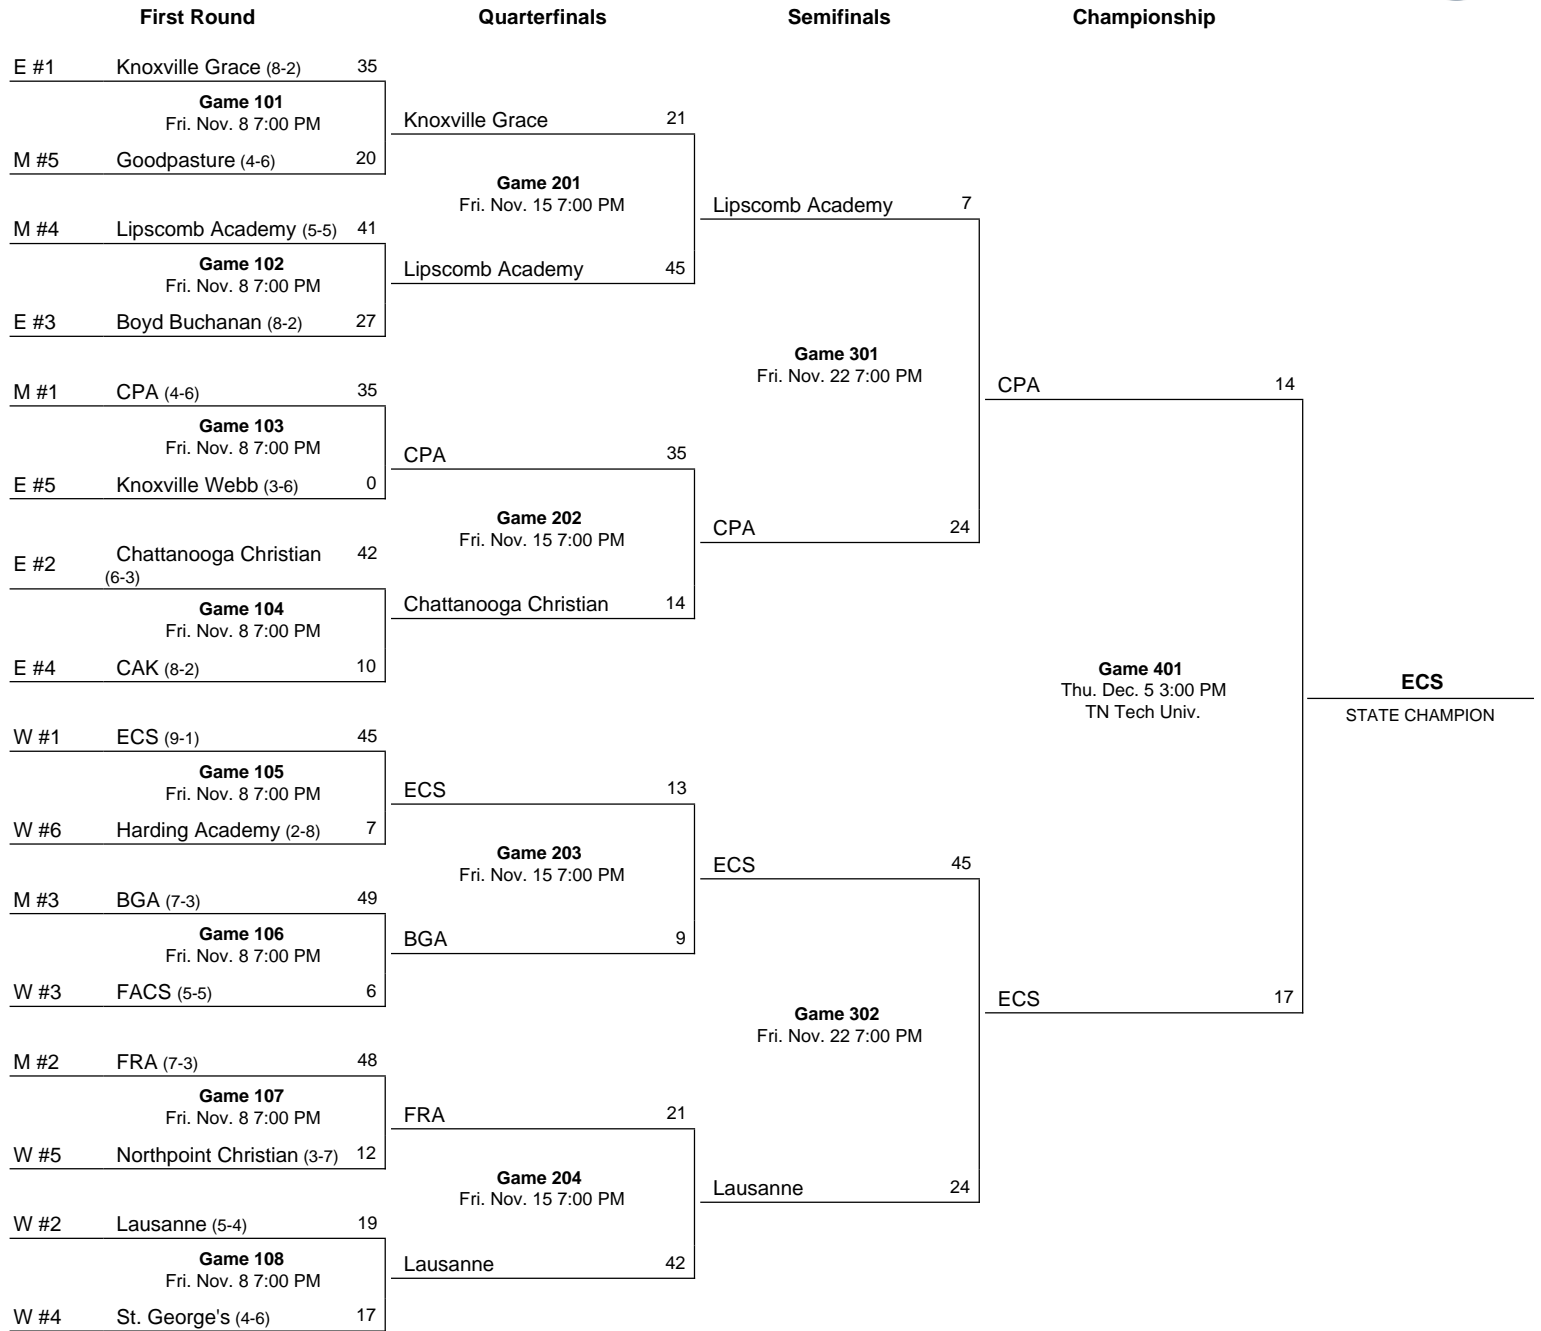 First Round Quarterfinals Semifinals Championship
E #1 Knoxville Grace (8-2) 35
Game 101
Fri. Nov. 8 7:00 PM
M #5 Goodpasture (4-6) 20
M #4 Lipscomb Academy (5-5) 41
Game 102
Fri. Nov. 8 7:00 PM
E #3 Boyd Buchanan (8-2) 27
M #1 CPA (4-6) 35
Game 103
Fri. Nov. 8 7:00 PM
E #5 Knoxville Webb (3-6) 0
E #2 Chattanooga Christian 42
(6-3)
Game 104
Fri. Nov. 8 7:00 PM
E #4 CAK (8-2) 10
W #1 ECS (9-1) 45
Game 105
Fri. Nov. 8 7:00 PM
W #6 Harding Academy (2-8) 7
M #3 BGA (7-3) 49
Game 106
Fri. Nov. 8 7:00 PM
W #3 FACS (5-5) 6
M #2 FRA (7-3) 48
Game 107
Fri. Nov. 8 7:00 PM
W #5 Northpoint Christian (3-7) 12
W #2 Lausanne (5-4) 19
Game 108
Fri. Nov. 8 7:00 PM
W #4 St. George's (4-6) 17
Knoxville Grace 21
Game 201
Fri. Nov. 15 7:00 PM
Lipscomb Academy 45
CPA 35
Game 202
Fri. Nov. 15 7:00 PM
Chattanooga Christian 14
ECS 13
Game 203
Fri. Nov. 15 7:00 PM
BGA 9
FRA 21
Game 204
Fri. Nov. 15 7:00 PM
Lausanne 42
Lipscomb Academy 7
Game 301
Fri. Nov. 22 7:00 PM
CPA 24
ECS 45
Game 302
Fri. Nov. 22 7:00 PM
Lausanne 24
CPA 14
Game 401
Thu. Dec. 5 3:00 PM
TN Tech Univ.
ECS 17
ECS
STATE CHAMPION